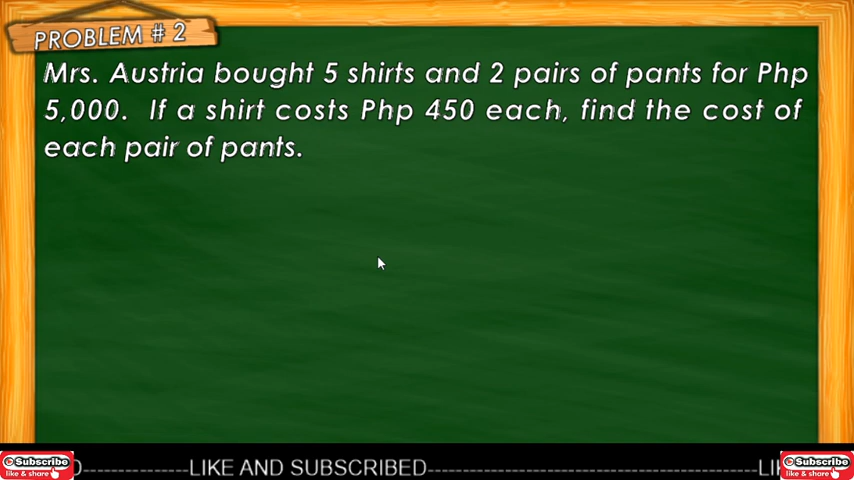 PROBLEM # 2
Mrs. Austria bought 5 shirts and 2 pairs of pants for Php
5,000. If a shirt costs Php 450 each, find the cost of
each pair of pants.
Subscribe
like & share
D---------------LIKE AND SUBSCRIBED-----------------------------------------------LI
Subscribe
like & share